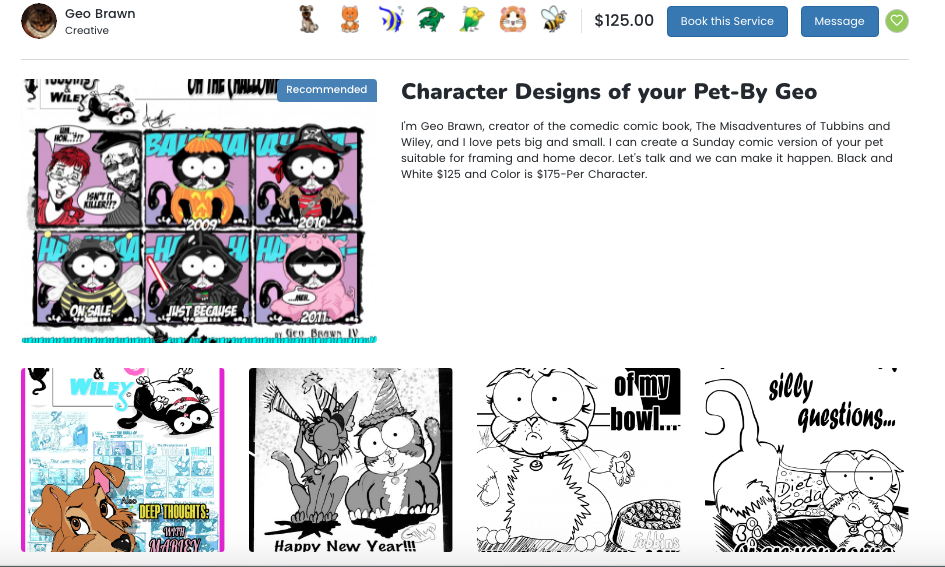 Geo Brawn
Creative
$125.00
Book this Service
Message
Recommended
WILEY
HON...?!?
ISN'T IT
KILLER!!?
2009
2010
ON SALE
JUST BECAUSE
...MEH.
2011
BY GEO BRAWN IV
Character Designs of your Pet-By Geo
I'm Geo Brawn, creator of the comedic comic book, The Misadventures of Tubbins and
Wiley, and I love pets big and small. I can create a Sunday comic version of your pet
suitable for framing and home decor. Let's talk and we can make it happen. Black and
White $125 and Color is $175-Per Character.
&
WILEY
Also
DEEP THOUGHTS:
WITH
MARLEY
Happy New Year!!!
of my
bowl...
silly
questions...
Diet
Soda